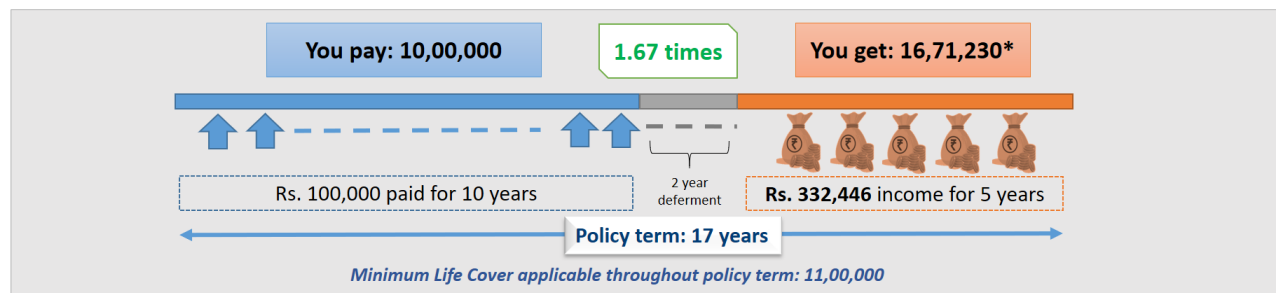 You pay: 10,00,000
1.67 times
You get: 16,71,230*
Rs. 100,000 paid for 10 years
2 year
deferment
Rs. 332,446 income for 5 years
Policy term: 17 years
Minimum Life Cover applicable throughout policy term: 11,00,000